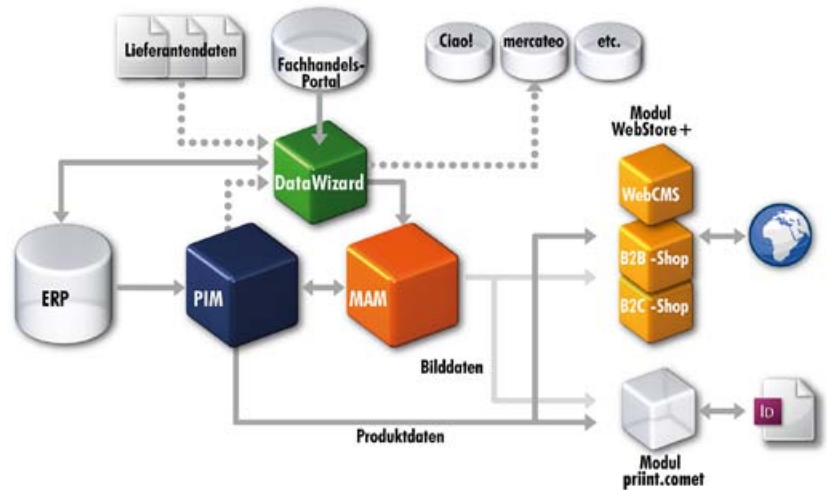 Lieferantendaten
Fachhandels-
Portal
Ciao!
mercateo
etc.
Modul
WebStore+
DataWizard
WebCMS
ERP
PIM
MAM
B2B -Shop
B2C -Shop
Bilddaten
Produktdaten
ID
Modul
priint.comet